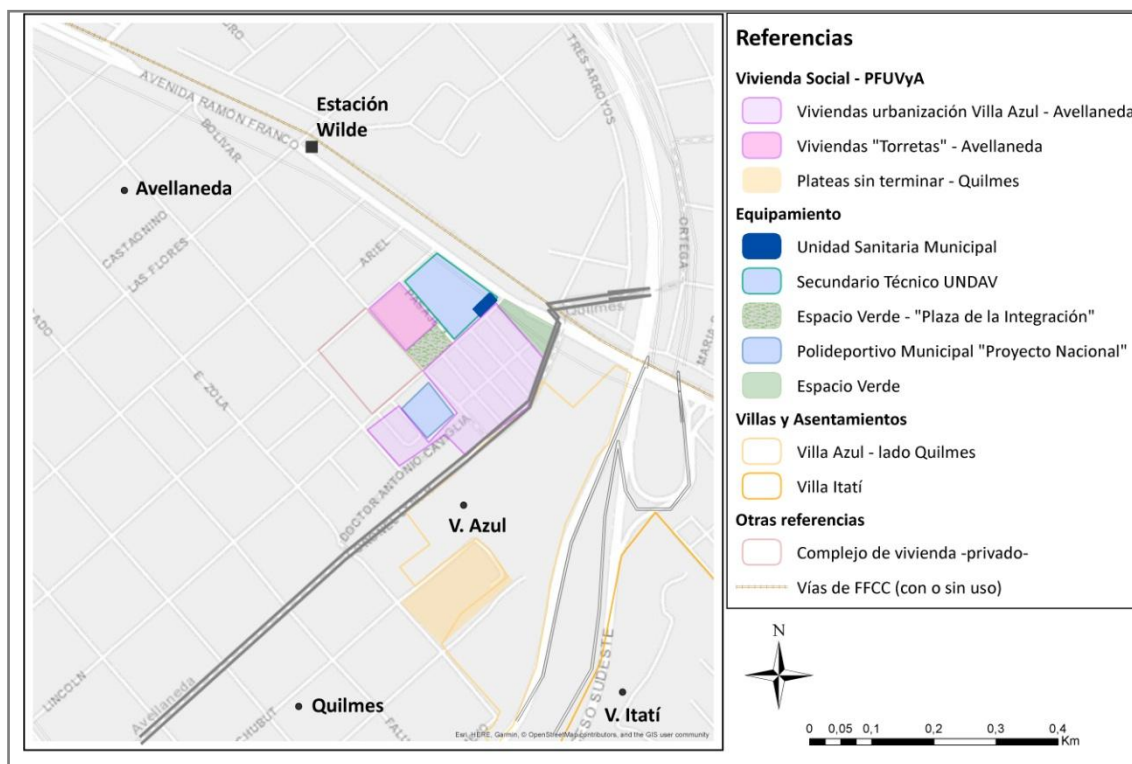 AVENIDA RAMÓN FRANCO
TRES ARROYOS
Estación
Wilde
BOLÍVAR
Avellaneda
CASTAGNINO
LAS FLORES
ARIEL
ORTEGA
Quilmes
E. ZOLA
DOCTOR ANTONIO CAVIGLIA
V. Azul
LINCOLN
Avellaneda
Quilmes
V. Itatí
Esri, HERE, Garmin, © OpenStreetMap contributors, and the GIS user community
Referencias
Vivienda Social - PFUVyA
Viviendas urbanización Villa Azul - Avellaneda
Viviendas "Torretas" - Avellaneda
Plateas sin terminar - Quilmes
Equipamiento
Unidad Sanitaria Municipal
Secundario Técnico UNDAV
Espacio Verde - "Plaza de la Integración"
Polideportivo Municipal "Proyecto Nacional"
Espacio Verde
Villas y Asentamientos
Villa Azul - lado Quilmes
Villa Itatí
Otras referencias
Complejo de vivienda -privado-
Vías de FFCC (con o sin uso)
N
0 0,05 0,1 0,2 0,3 0,4
Km